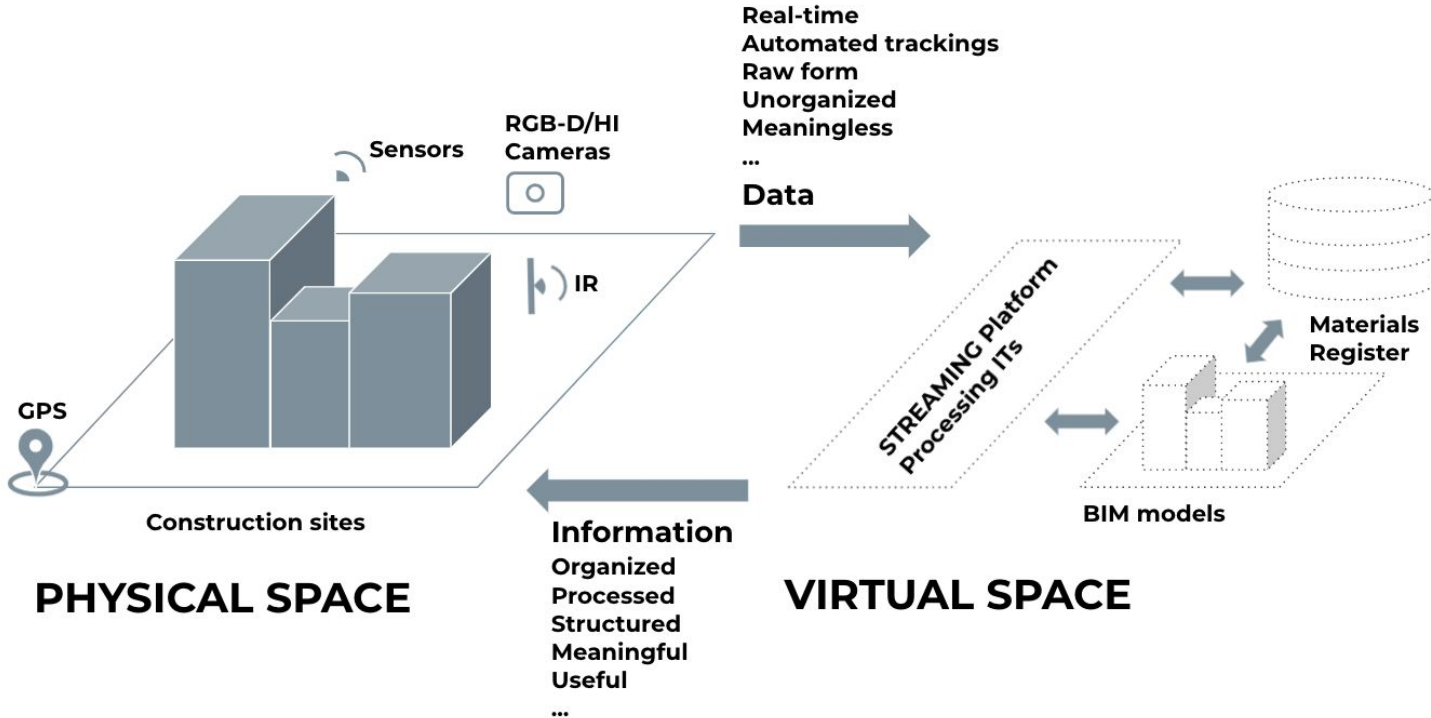 Real-time
Automated trackings
Raw form
Unorganized
Meaningless
...
Data
Sensors
RGB-D/HI
Cameras
IR
GPS
Construction sites
PHYSICAL SPACE
STREAMING Platform
Processing ITs
Materials
Register
BIM models
Information
Organized
Processed
Structured
Meaningful
Useful
...
VIRTUAL SPACE